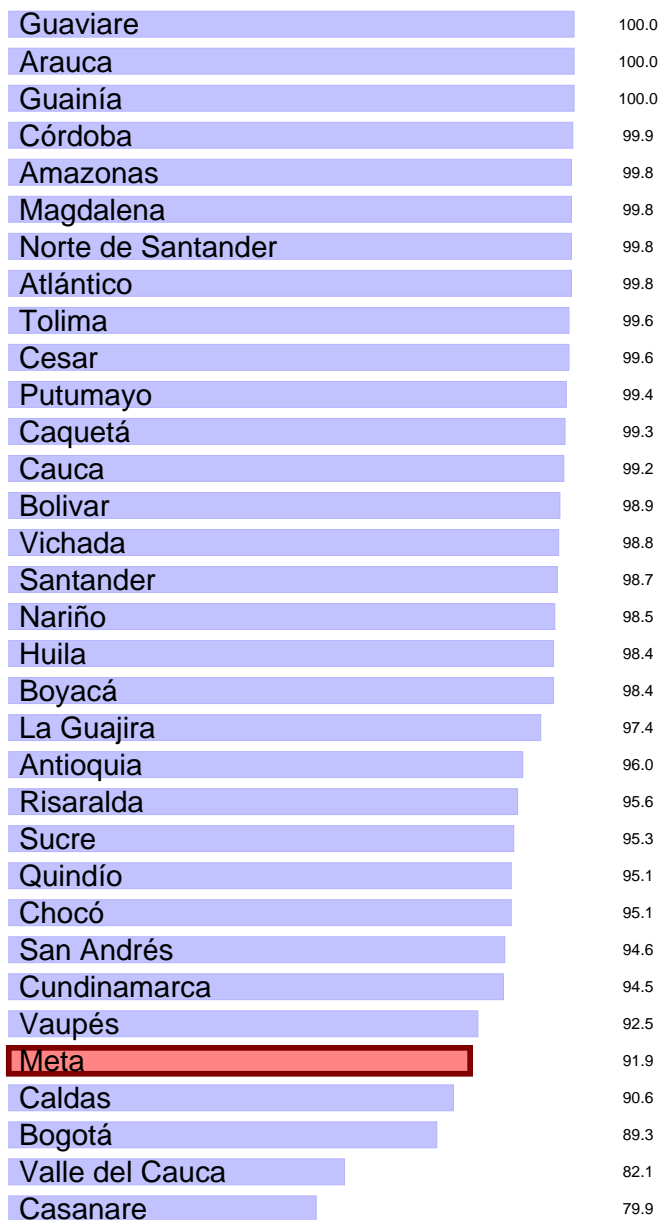 Guaviare 100.0
Arauca 100.0
Guainía 100.0
Córdoba 99.9
Amazonas 99.8
Magdalena 99.8
Norte de Santander 99.8
Atlántico 99.8
Tolima 99.6
Cesar 99.6
Putumayo 99.4
Caquetá 99.3
Cauca 99.2
Bolivar 98.9
Vichada 98.8
Santander 98.7
Nariño 98.5
Huila 98.4
Boyacá 98.4
La Guajira 97.4
Antioquia 96.0
Risaralda 95.6
Sucre 95.3
Quindío 95.1
Chocó 95.1
San Andrés 94.6
Cundinamarca 94.5
Vaupés 92.5
Meta 91.9
Caldas 90.6
Bogotá 89.3
Valle del Cauca 82.1
Casanare 79.9